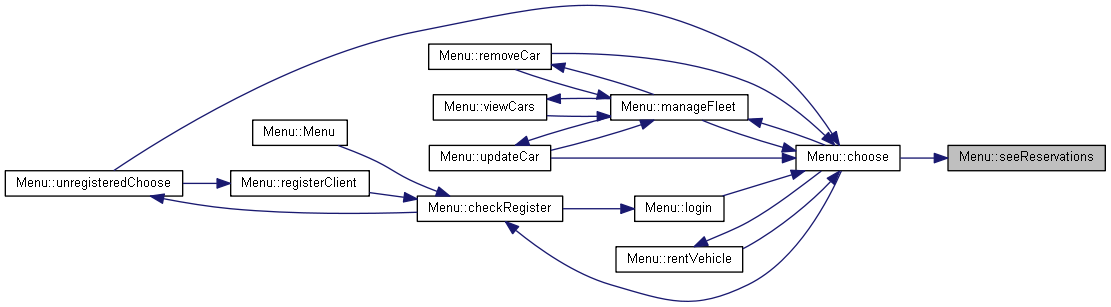 Menu::removeCar
Menu::viewCars
Menu::manageFleet
Menu::Menu
Menu::updateCar
Menu::choose
Menu::seeReservations
Menu::unregisteredChoose
Menu::registerClient
Menu::checkRegister
Menu::login
Menu::rentVehicle